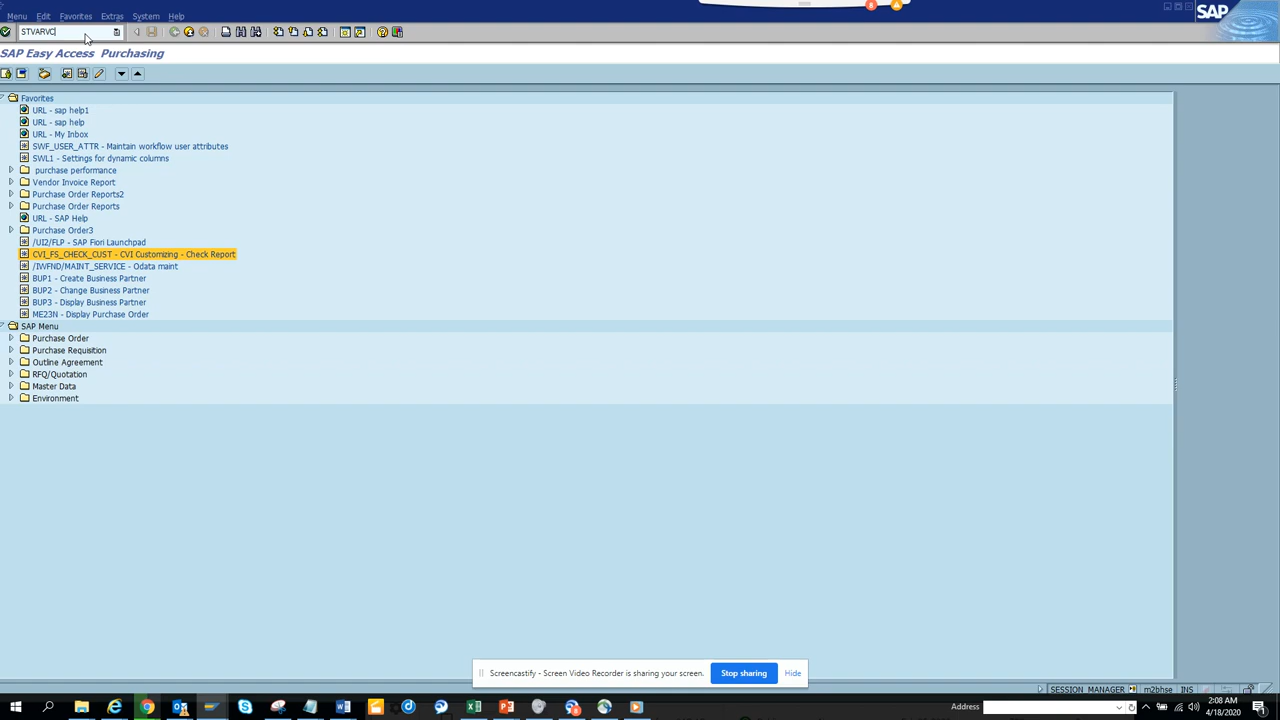 Menu Edit Favorites Extras System Help
SAP
STVARVC
SAP Easy Access Purchasing
Favorites
URL - sap help1
URL - sap help
URL - My Inbox
SWF_USER_ATTR - Maintain workflow user attributes
SWL1 - Settings for dynamic columns
purchase performance
Vendor Invoice Report
Purchase Order Reports2
Purchase Order Reports
URL - SAP Help
Purchase Order3
/UI2/FLP - SAP Fiori Launchpad
CVI_FS_CHECK_CUST - CVI Customizing - Check Report
/IWFND/MAINT_SERVICE - Odata maint
BUP1 - Create Business Partner
BUP2 - Change Business Partner
BUP3 - Display Business Partner
ME23N - Display Purchase Order
SAP Menu
Purchase Order
Purchase Requisition
Outline Agreement
RFQ/Quotation
Master Data
Environment
Screencastify - Screen Video Recorder is sharing your screen. Stop sharing Hide
SESSION_MANAGER m2bhse INS
Address
2:08 AM
4/18/2020